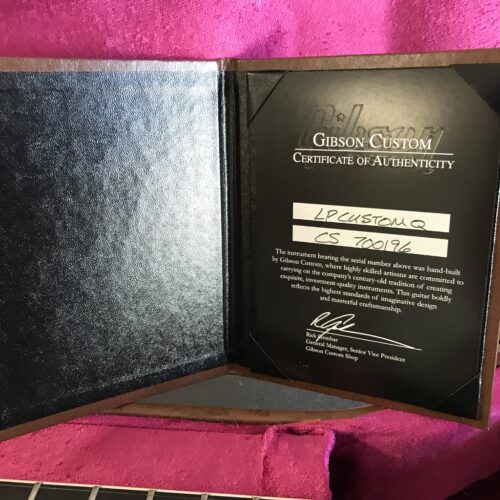 Gibson
GIBSON CUSTOM
CERTIFICATE OF AUTHENTICITY
LPCUSTOM Q
CS 700196
The instrument bearing the serial number above was hand-built
by Gibson Custom, where highly skilled artisans are committed to
carrying on the company's century-old tradition of creating
exquisite, investment-quality instruments. This guitar boldly
reflects the highest standards of imaginative design
and masterful craftsmanship.
Rick Gembar
General Manager, Senior Vice President
Gibson Custom Shop